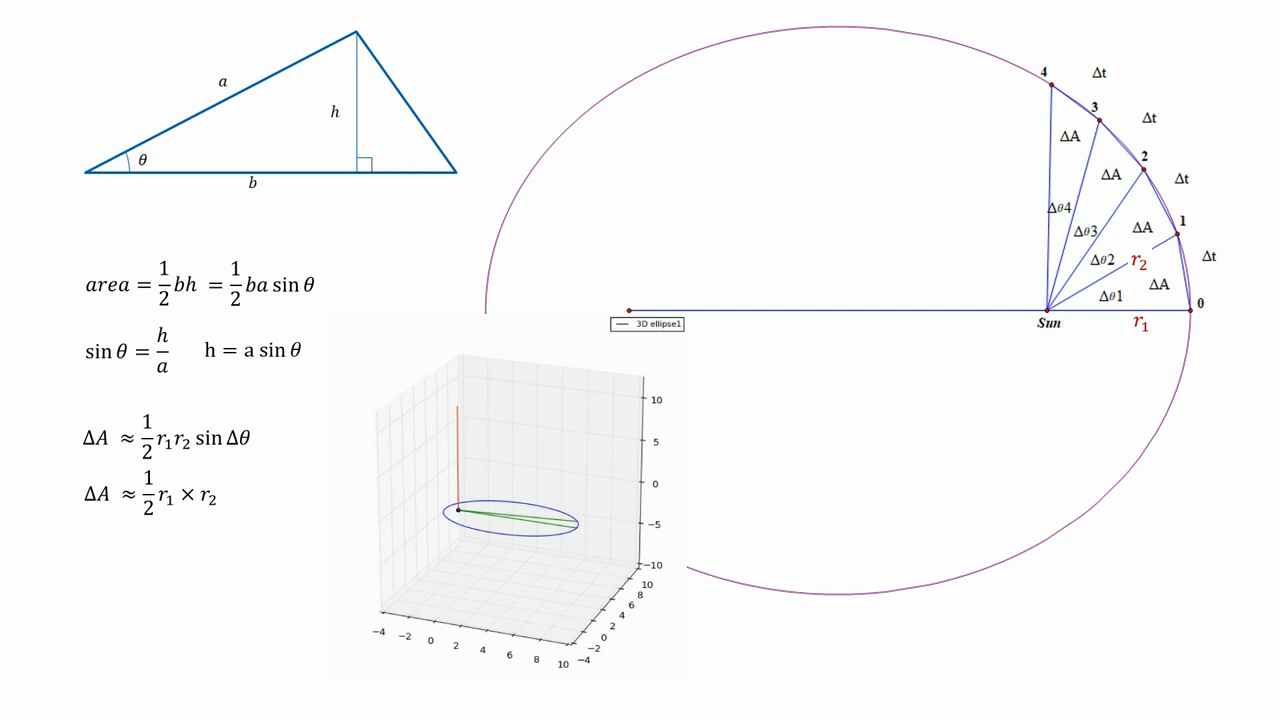 a
h
θ
b
area = 1/2 bh = 1/2 ba sin θ
sin θ = h/a h = a sin θ
ΔA ≈ 1/2 r₁r₂ sin Δθ
ΔA ≈ 1/2 r₁ × r₂
4 Δt
3 Δt
ΔA
2
ΔA Δt
Δθ4
1
Δθ3 ΔA
Δθ2 r₂ Δt
ΔA
Δθ1
0
Sun r₁
3D ellipse1
10
5
0
−5
−10
−4 −2 0 2 4 6 8 10
−4 −2 0 2 4 6 8 10